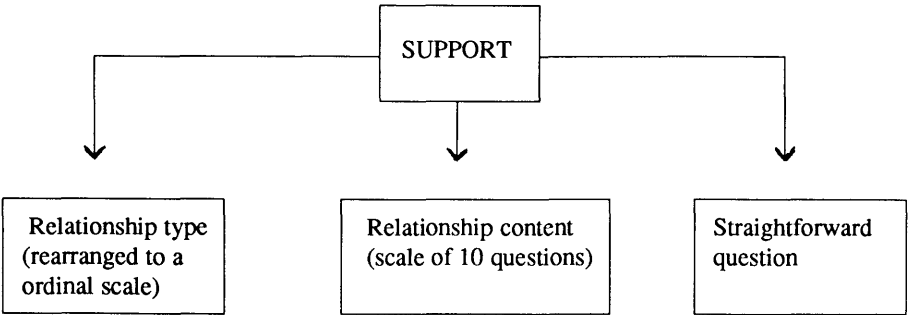 SUPPORT
Relationship type
(rearranged to a
ordinal scale)
Relationship content
(scale of 10 questions)
Straightforward
question